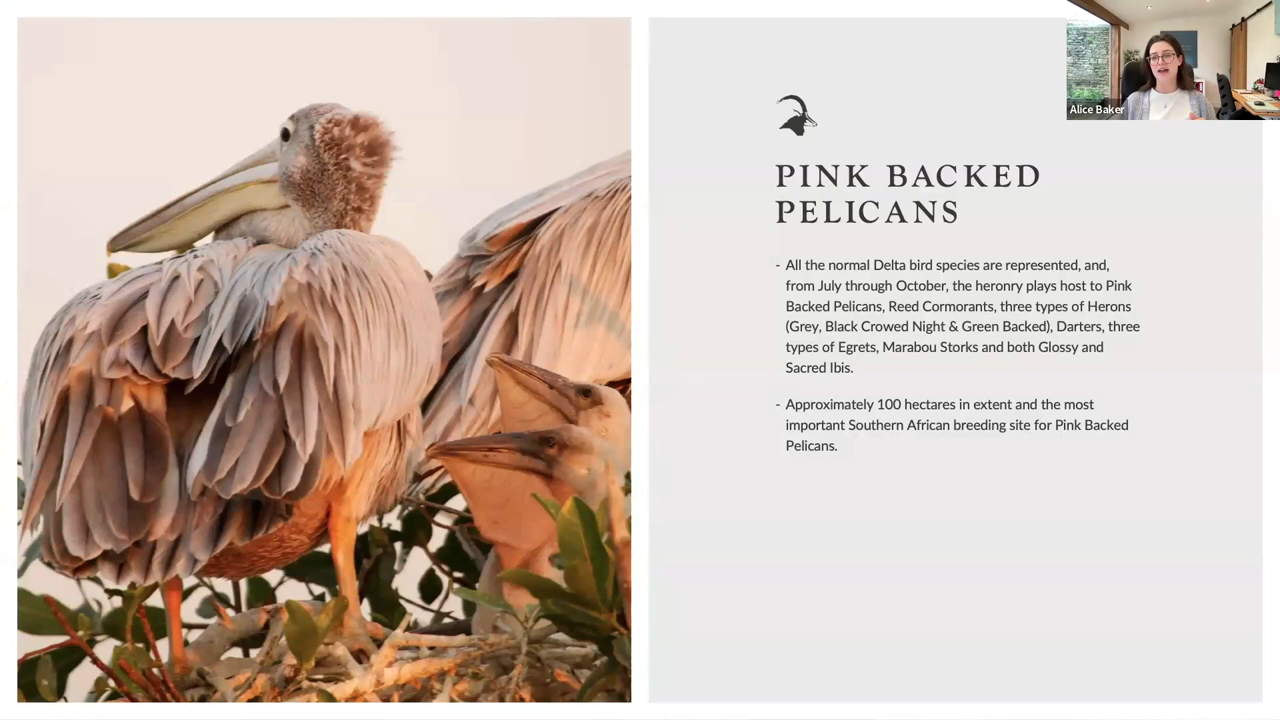 Alice Baker
PINK BACKED
PELICANS
- All the normal Delta bird species are represented, and,
from July through October, the heronry plays host to Pink
Backed Pelicans, Reed Cormorants, three types of Herons
(Grey, Black Crowed Night & Green Backed), Darters, three
types of Egrets, Marabou Storks and both Glossy and
Sacred Ibis.
- Approximately 100 hectares in extent and the most
important Southern African breeding site for Pink Backed
Pelicans.